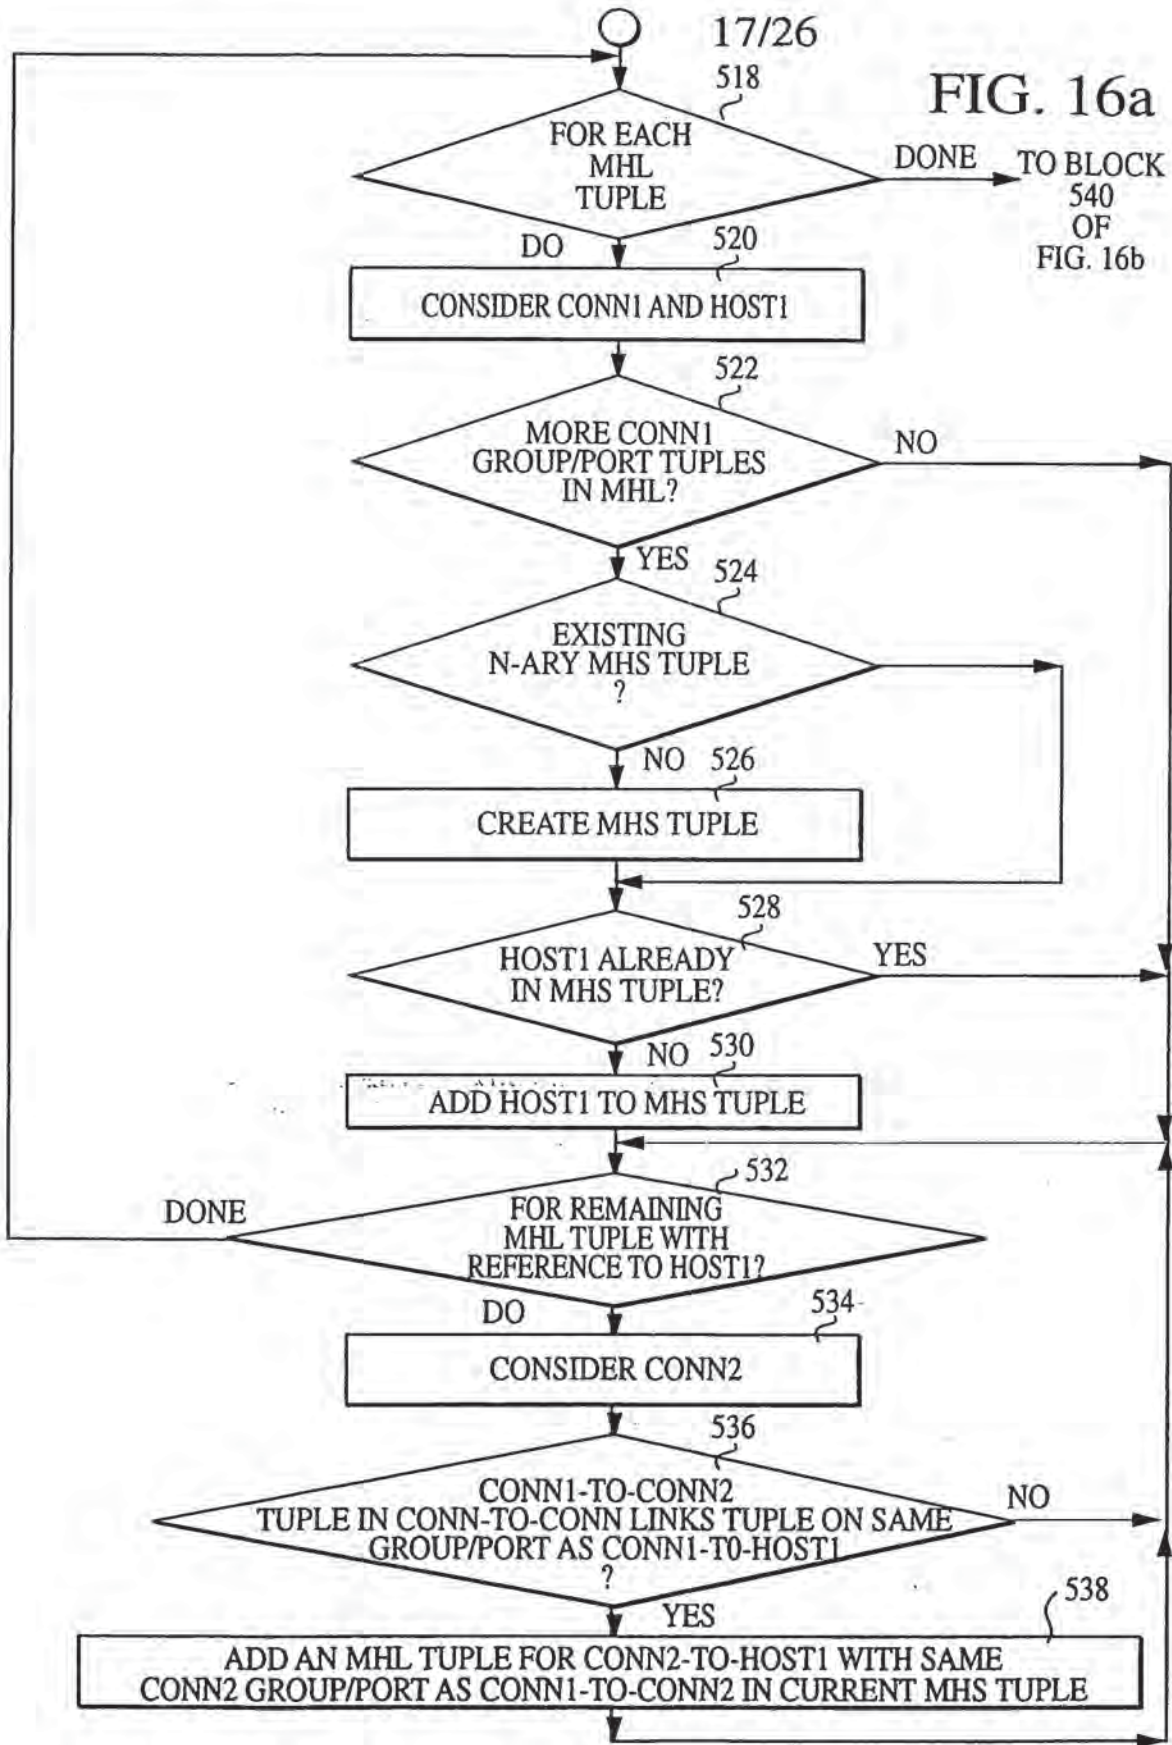 17/26
FIG. 16a
518
FOR EACH
MHL
TUPLE
DONE
TO BLOCK
540
OF
FIG. 16b
DO
520
CONSIDER CONN1 AND HOST1
522
MORE CONN1
GROUP/PORT TUPLES
IN MHL?
NO
YES
524
EXISTING
N-ARY MHS TUPLE
?
NO
526
CREATE MHS TUPLE
528
HOST1 ALREADY
IN MHS TUPLE?
YES
NO
530
ADD HOST1 TO MHS TUPLE
532
DONE
FOR REMAINING
MHL TUPLE WITH
REFERENCE TO HOST1?
DO
534
CONSIDER CONN2
536
CONN1-TO-CONN2
TUPLE IN CONN-TO-CONN LINKS TUPLE ON SAME
GROUP/PORT AS CONN1-T0-HOST1
?
NO
YES
538
ADD AN MHL TUPLE FOR CONN2-TO-HOST1 WITH SAME
CONN2 GROUP/PORT AS CONN1-TO-CONN2 IN CURRENT MHS TUPLE